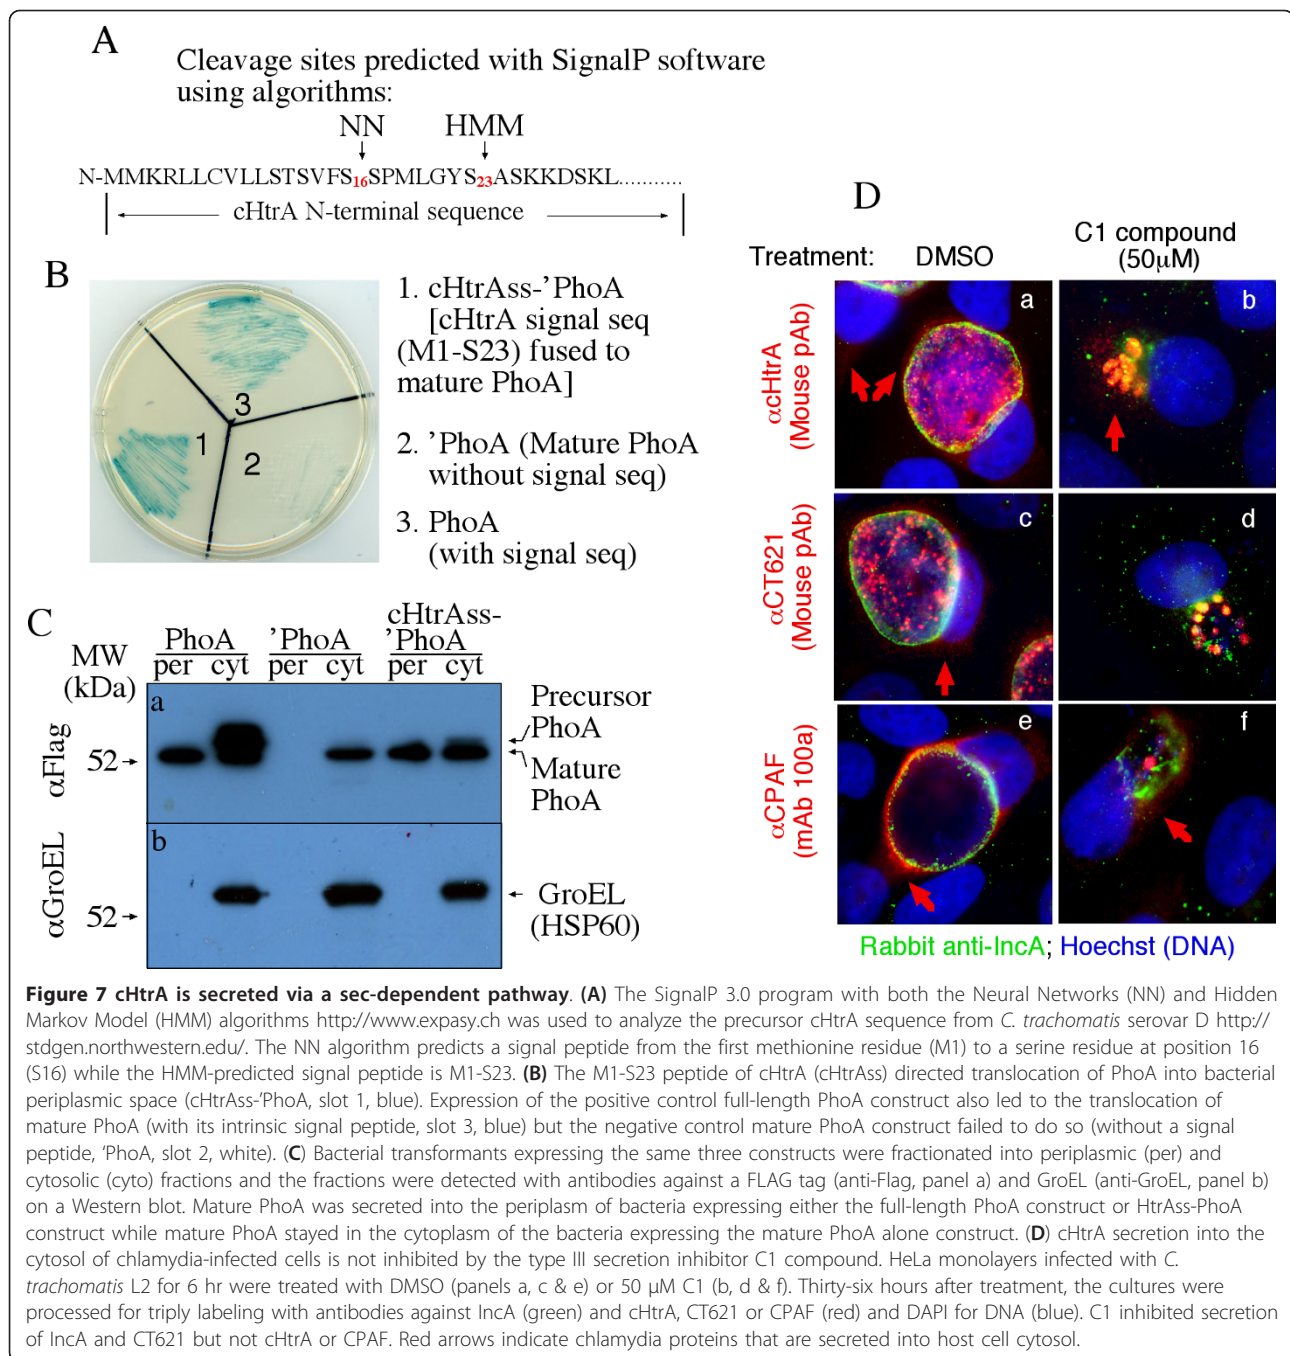 A
Cleavage sites predicted with SignalP software
using algorithms:
NN HMM
N-MMKRLLCVLLSTSVFS16SPMLGYS23ASKKDSKL...........
cHtrA N-terminal sequence
B
1
2
3
1. cHtrAss-’PhoA
[cHtrA signal seq
(M1-S23) fused to
mature PhoA]
2. ’PhoA (Mature PhoA
without signal seq)
3. PhoA
(with signal seq)
C
MW
(kDa)
PhoA ’PhoA cHtrAss-
’PhoA
per cyt per cyt per cyt
a
αFlag
52
Precursor
PhoA
Mature
PhoA
b
αGroEL
52
GroEL
(HSP60)
D
Treatment: DMSO C1 compound
(50μM)
αcHtrA
(Mouse pAb)
a b
αCT621
(Mouse pAb)
c d
αCPAF
(mAb 100a)
e f
Rabbit anti-IncA; Hoechst (DNA)
Figure 7 cHtrA is secreted via a sec-dependent pathway. (A) The SignalP 3.0 program with both the Neural Networks (NN) and Hidden
Markov Model (HMM) algorithms http://www.expasy.ch was used to analyze the precursor cHtrA sequence from C. trachomatis serovar D http://
stdgen.northwestern.edu/. The NN algorithm predicts a signal peptide from the first methionine residue (M1) to a serine residue at position 16
(S16) while the HMM-predicted signal peptide is M1-S23. (B) The M1-S23 peptide of cHtrA (cHtrAss) directed translocation of PhoA into bacterial
periplasmic space (cHtrAss-’PhoA, slot 1, blue). Expression of the positive control full-length PhoA construct also led to the translocation of
mature PhoA (with its intrinsic signal peptide, slot 3, blue) but the negative control mature PhoA construct failed to do so (without a signal
peptide, ‘PhoA, slot 2, white). (C) Bacterial transformants expressing the same three constructs were fractionated into periplasmic (per) and
cytosolic (cyto) fractions and the fractions were detected with antibodies against a FLAG tag (anti-Flag, panel a) and GroEL (anti-GroEL, panel b)
on a Western blot. Mature PhoA was secreted into the periplasm of bacteria expressing either the full-length PhoA construct or HtrAss-PhoA
construct while mature PhoA stayed in the cytoplasm of the bacteria expressing the mature PhoA alone construct. (D) cHtrA secretion into the
cytosol of chlamydia-infected cells is not inhibited by the type III secretion inhibitor C1 compound. HeLa monolayers infected with C.
trachomatis L2 for 6 hr were treated with DMSO (panels a, c & e) or 50 μM C1 (b, d & f). Thirty-six hours after treatment, the cultures were
processed for triply labeling with antibodies against IncA (green) and cHtrA, CT621 or CPAF (red) and DAPI for DNA (blue). C1 inhibited secretion
of IncA and CT621 but not cHtrA or CPAF. Red arrows indicate chlamydia proteins that are secreted into host cell cytosol.